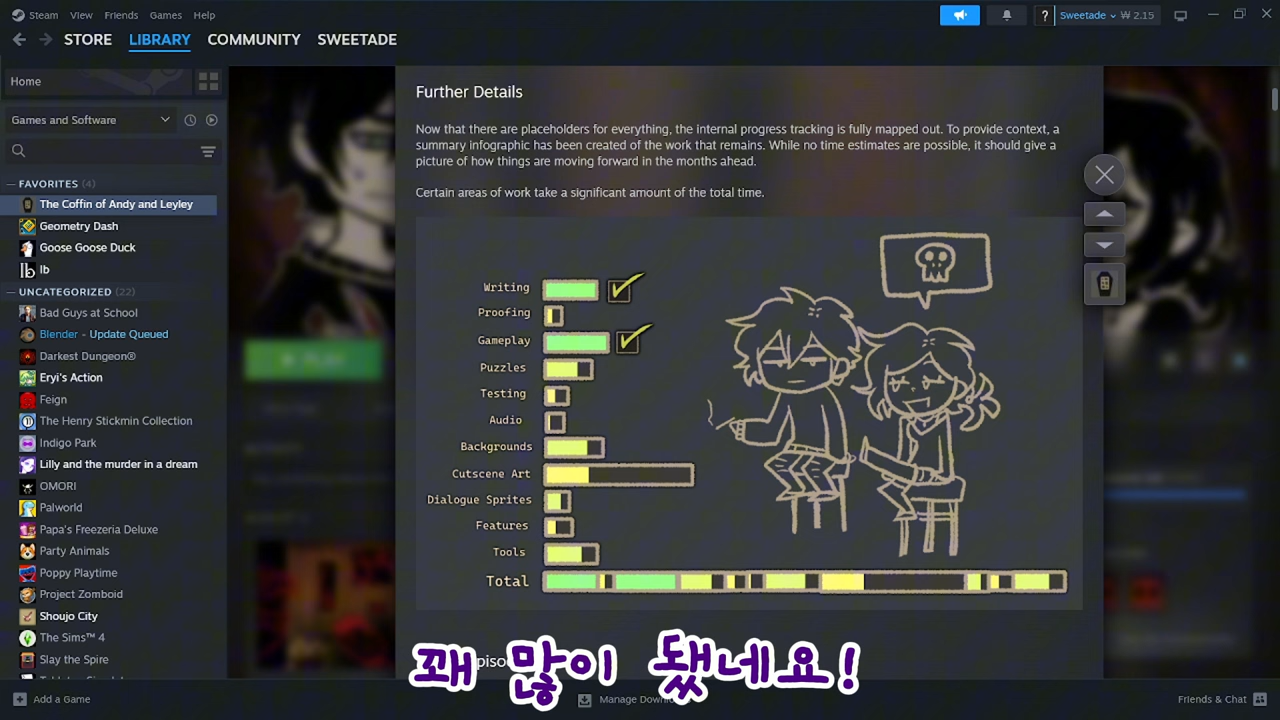 Steam View Friends Games Help
? Sweetade ₩ 2.15
STORE LIBRARY COMMUNITY SWEETADE
Home
Games and Software
FAVORITES (4)
The Coffin of Andy and Leyley
Geometry Dash
Goose Goose Duck
Ib
UNCATEGORIZED (22)
Bad Guys at School
Blender - Update Queued
Darkest Dungeon®
Eryi's Action
Feign
The Henry Stickmin Collection
Indigo Park
Lilly and the murder in a dream
OMORI
Palworld
Papa's Freezeria Deluxe
Party Animals
Poppy Playtime
Project Zomboid
Shoujo City
The Sims™ 4
Slay the Spire
Add a Game
Further Details
Now that there are placeholders for everything, the internal progress tracking is fully mapped out. To provide context, a
summary infographic has been created of the work that remains. While no time estimates are possible, it should give a
picture of how things are moving forward in the months ahead.
Certain areas of work take a significant amount of the total time.
Writing
Proofing
Gameplay
Puzzles
Testing
Audio
Backgrounds
Cutscene Art
Dialogue Sprites
Features
Tools
Total
꽤 많이 됐네요!
Manage
Friends & Chat